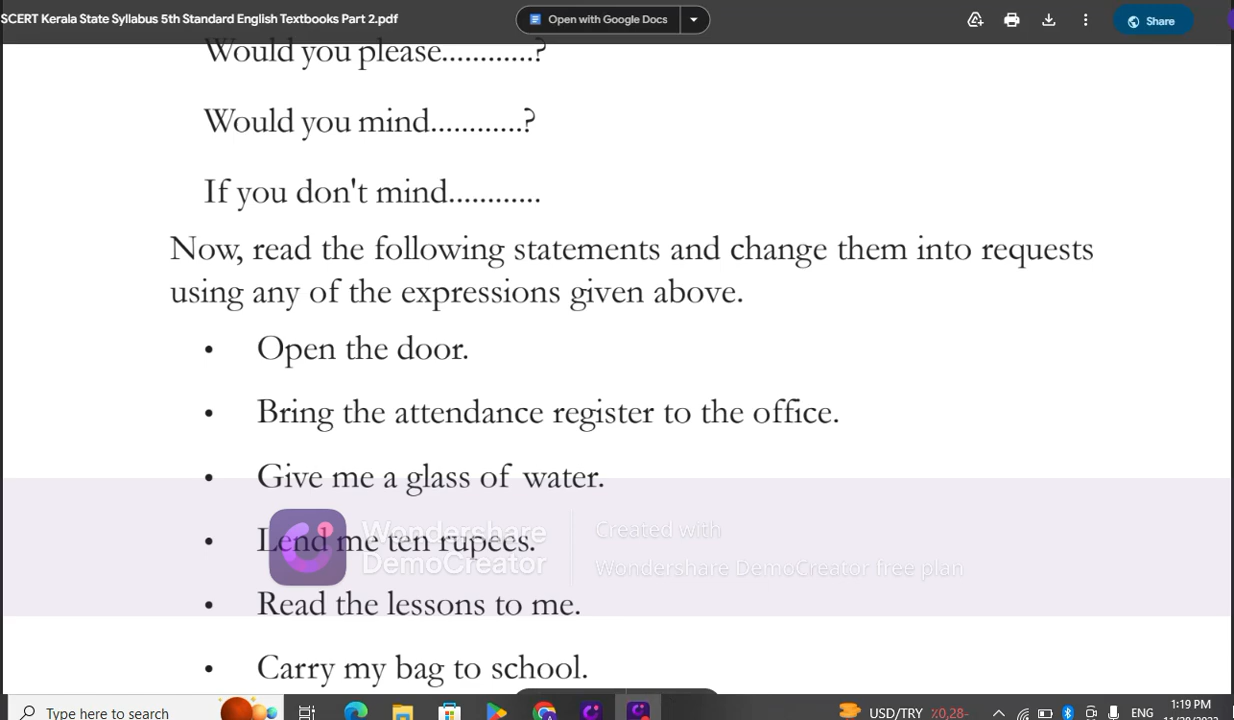 SCERT Kerala State Syllabus 5th Standard English Textbooks Part 2.pdf
Open with Google Docs
Share
Would you please............?
Would you mind............?
If you don't mind............
Now, read the following statements and change them into requests
using any of the expressions given above.
• Open the door.
• Bring the attendance register to the office.
• Give me a glass of water.
• Lend me ten rupees.
Wondershare
DemoCreator
Created with
Wondershare DemoCreator free plan
• Read the lessons to me.
• Carry my bag to school.
Type here to search
USD/TRY %0,28-
ENG
1:19 PM